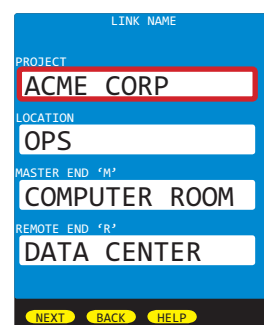 LINK NAME
PROJECT
ACME CORP
LOCATION
OPS
MASTER END ‘M’
COMPUTER ROOM
REMOTE END ‘R’
DATA CENTER
NEXT BACK HELP